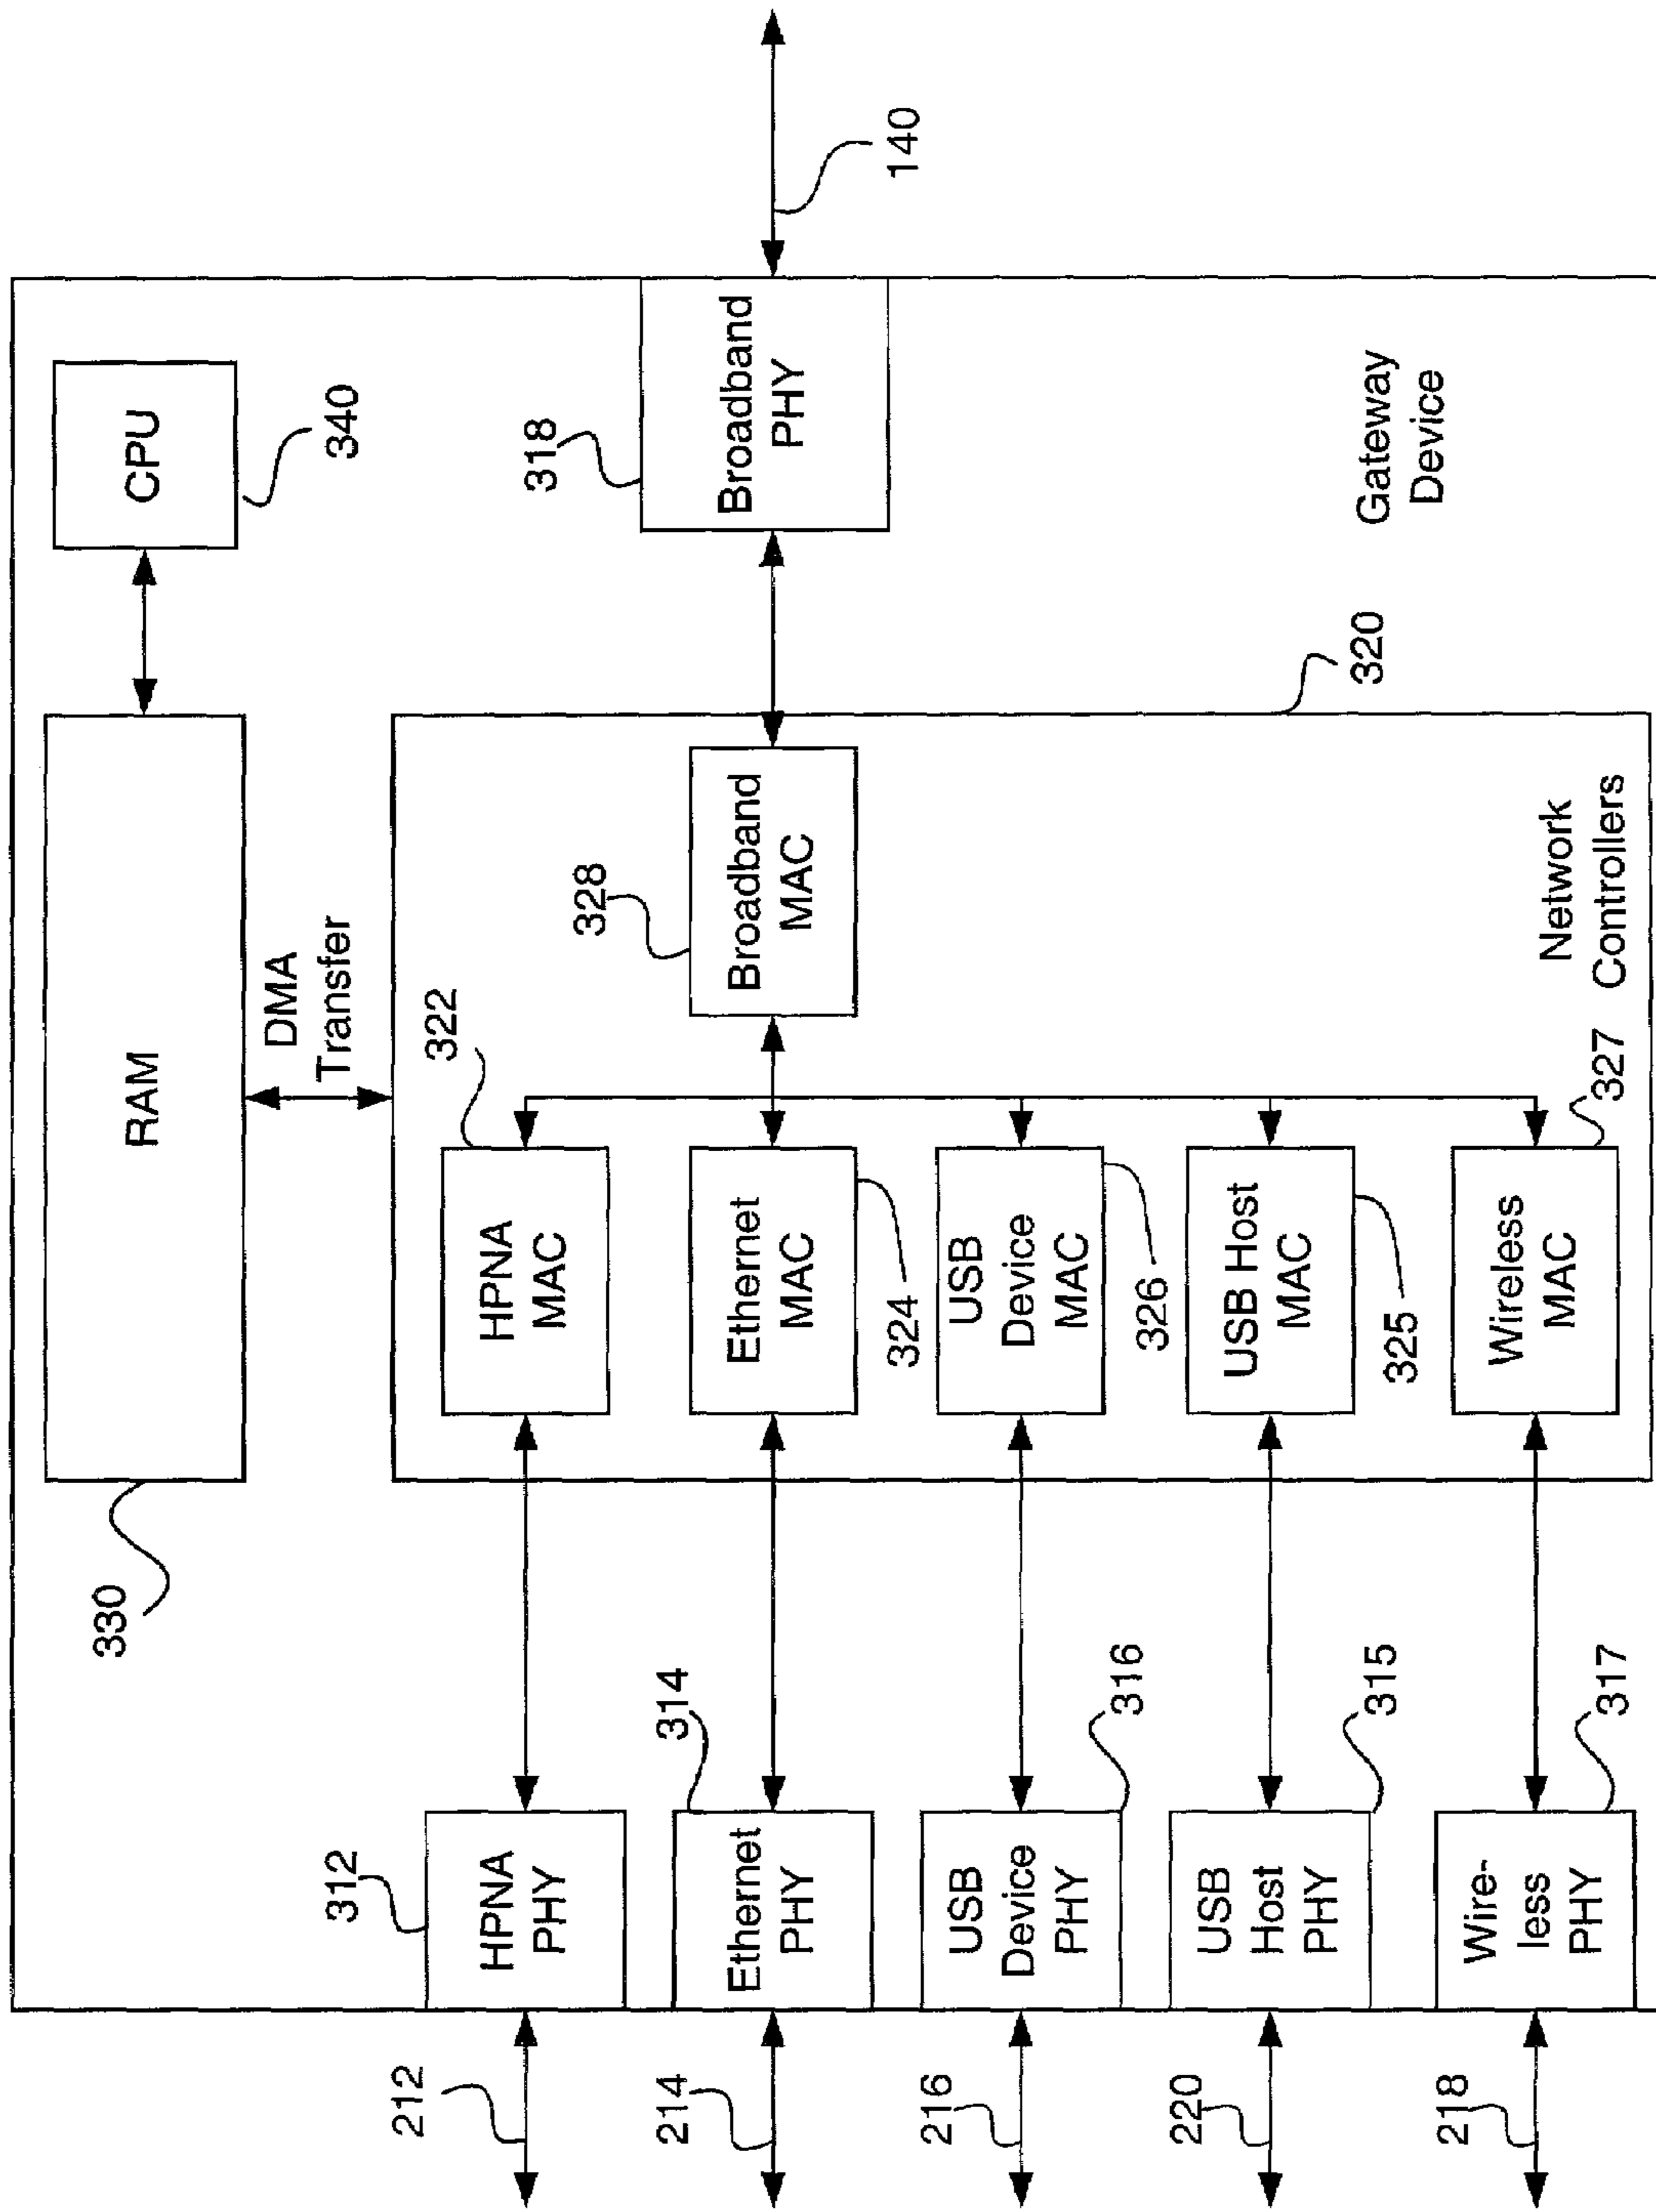 RAM
330
CPU
340
DMA
Transfer
212
312
HPNA
PHY
HPNA
MAC
322
214
314
Ethernet
PHY
Ethernet
MAC
324
328
Broadband
MAC
318
Broadband
PHY
140
216
USB
Device
PHY
316
USB
Device
MAC
326
220
USB
Host
PHY
315
USB Host
MAC
325
320
218
Wire-
less
PHY
317
Wireless
MAC
327
Network
Controllers
Gateway
Device